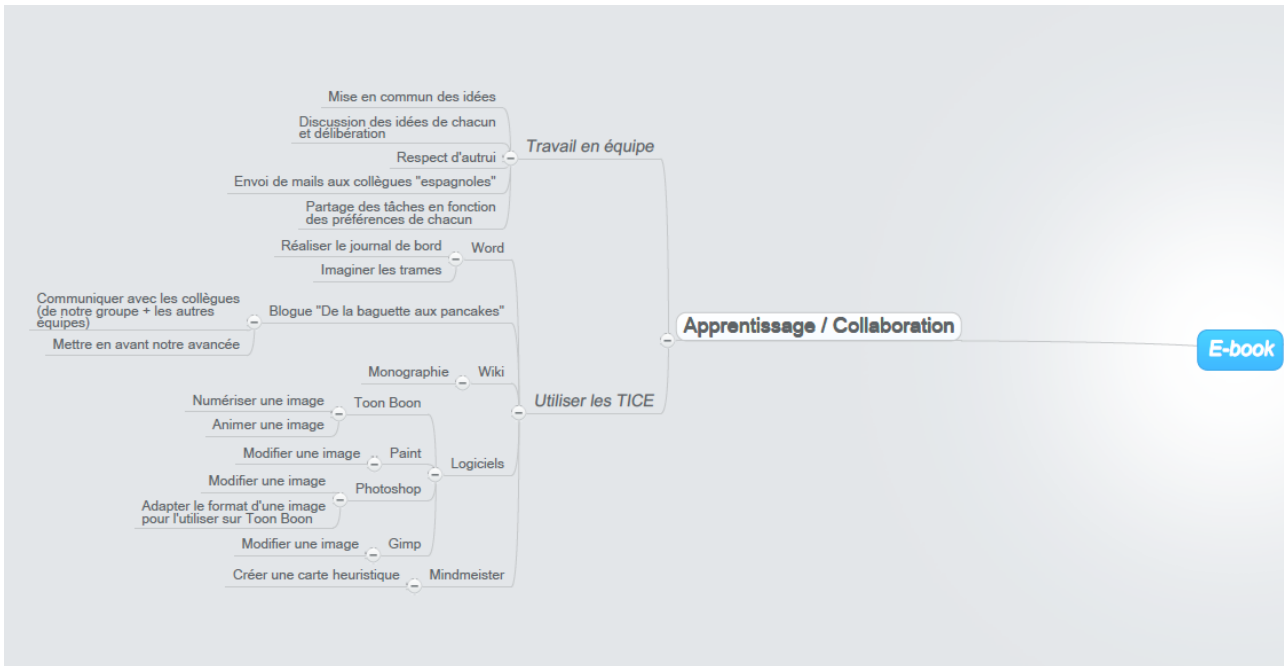 Mise en commun des idées
Discussion des idées de chacun
et délibération
Respect d'autrui
Envoi de mails aux collègues "espagnoles"
Partage des tâches en fonction
des préférences de chacun
Travail en équipe
Réaliser le journal de bord
Imaginer les trames
Word
Communiquer avec les collègues
(de notre groupe + les autres
équipes)
Mettre en avant notre avancée
Blogue "De la baguette aux pancakes"
Monographie
Wiki
Numériser une image
Animer une image
Toon Boon
Modifier une image
Paint
Modifier une image
Adapter le format d'une image
pour l'utiliser sur Toon Boon
Photoshop
Modifier une image
Gimp
Logiciels
Créer une carte heuristique
Mindmeister
Utiliser les TICE
Apprentissage / Collaboration
E-book